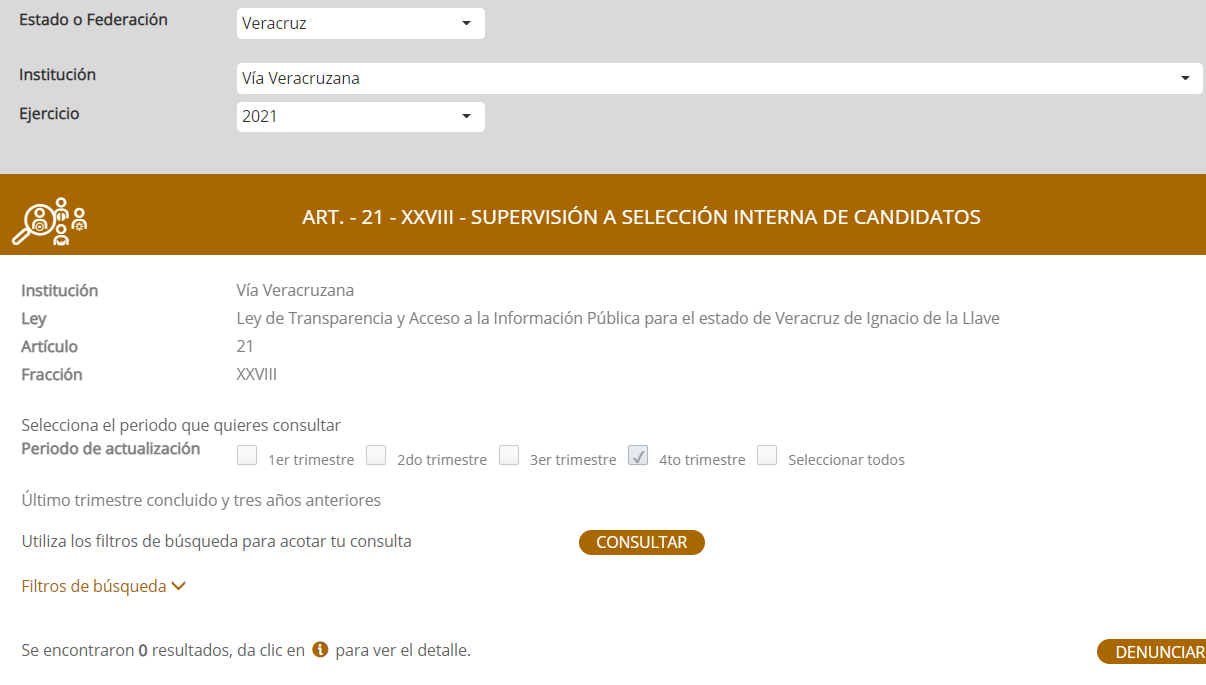 Estado o Federación Veracruz
Institución Vía Veracruzana
Ejercicio 2021
ART. - 21 - XXVIII - SUPERVISIÓN A SELECCIÓN INTERNA DE CANDIDATOS
Institución Vía Veracruzana
Ley Ley de Transparencia y Acceso a la Información Pública para el estado de Veracruz de Ignacio de la Llave
Artículo 21
Fracción XXVIII
Selecciona el periodo que quieres consultar
Periodo de actualización 1er trimestre 2do trimestre 3er trimestre 4to trimestre Seleccionar todos
Último trimestre concluido y tres años anteriores
Utiliza los filtros de búsqueda para acotar tu consulta CONSULTAR
Filtros de búsqueda
Se encontraron 0 resultados, da clic en i para ver el detalle. DENUNCIAR